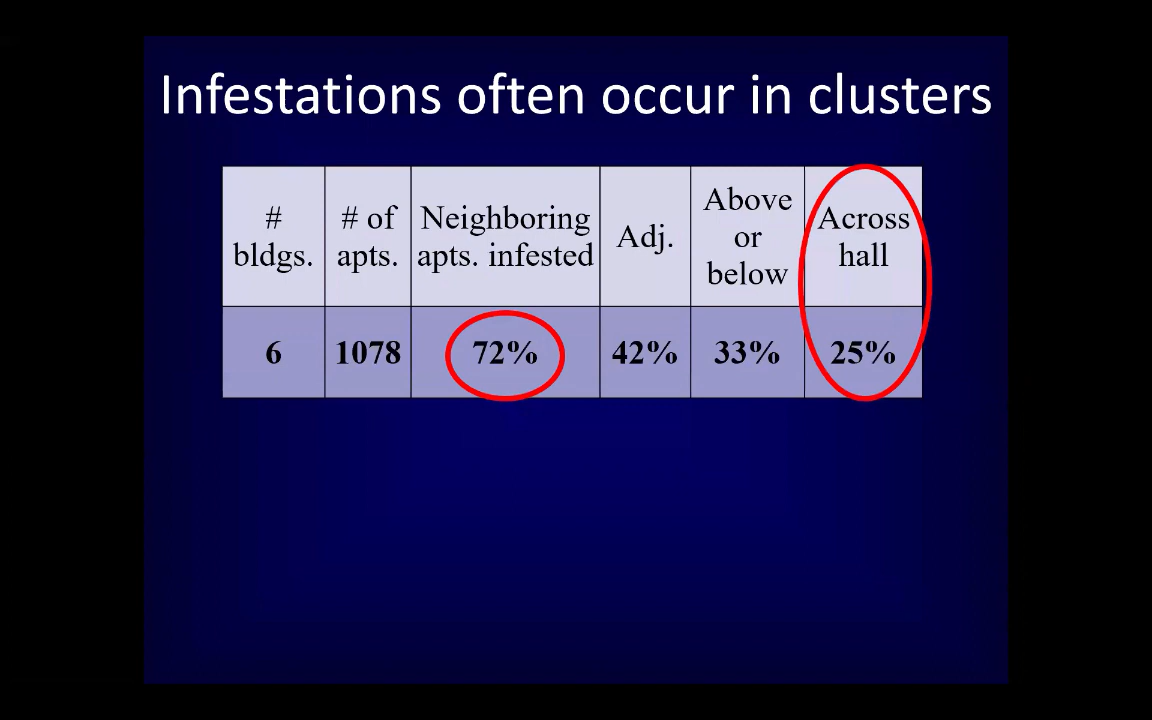 Infestations often occur in clusters
# bldgs.
# of apts.
Neighboring apts. infested
Adj.
Above or below
Across hall
6
1078
72%
42%
33%
25%